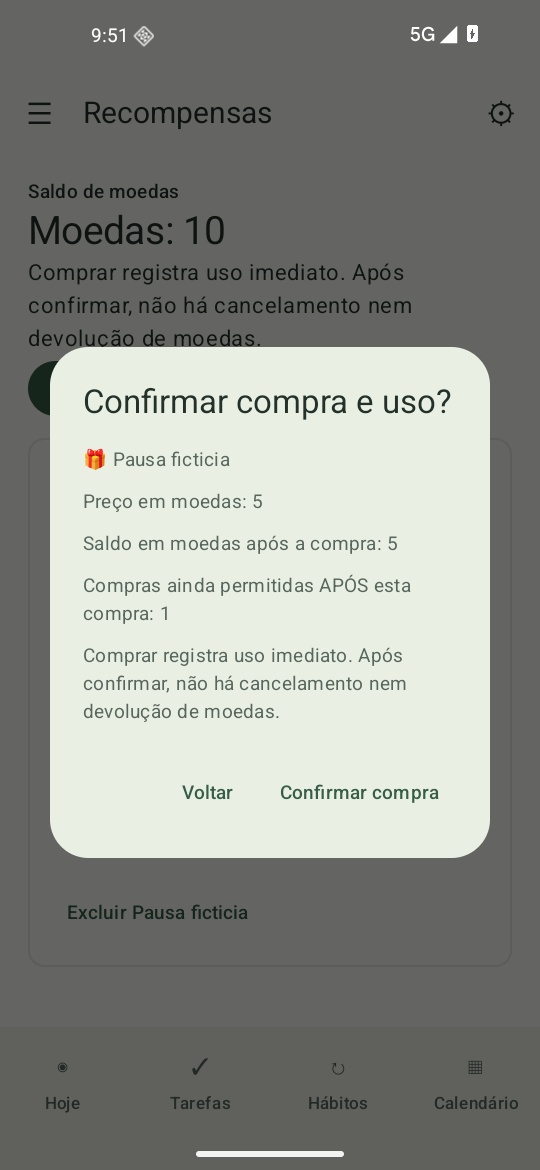 9:51
5G
Recompensas
Saldo de moedas
Moedas: 10
Comprar registra uso imediato. Após
confirmar, não há cancelamento nem
devolução de moedas.
Confirmar compra e uso?
🎁 Pausa ficticia
Preço em moedas: 5
Saldo em moedas após a compra: 5
Compras ainda permitidas APÓS esta
compra: 1
Comprar registra uso imediato. Após
confirmar, não há cancelamento nem
devolução de moedas.
Voltar
Confirmar compra
Excluir Pausa ficticia
Hoje
Tarefas
Hábitos
Calendário